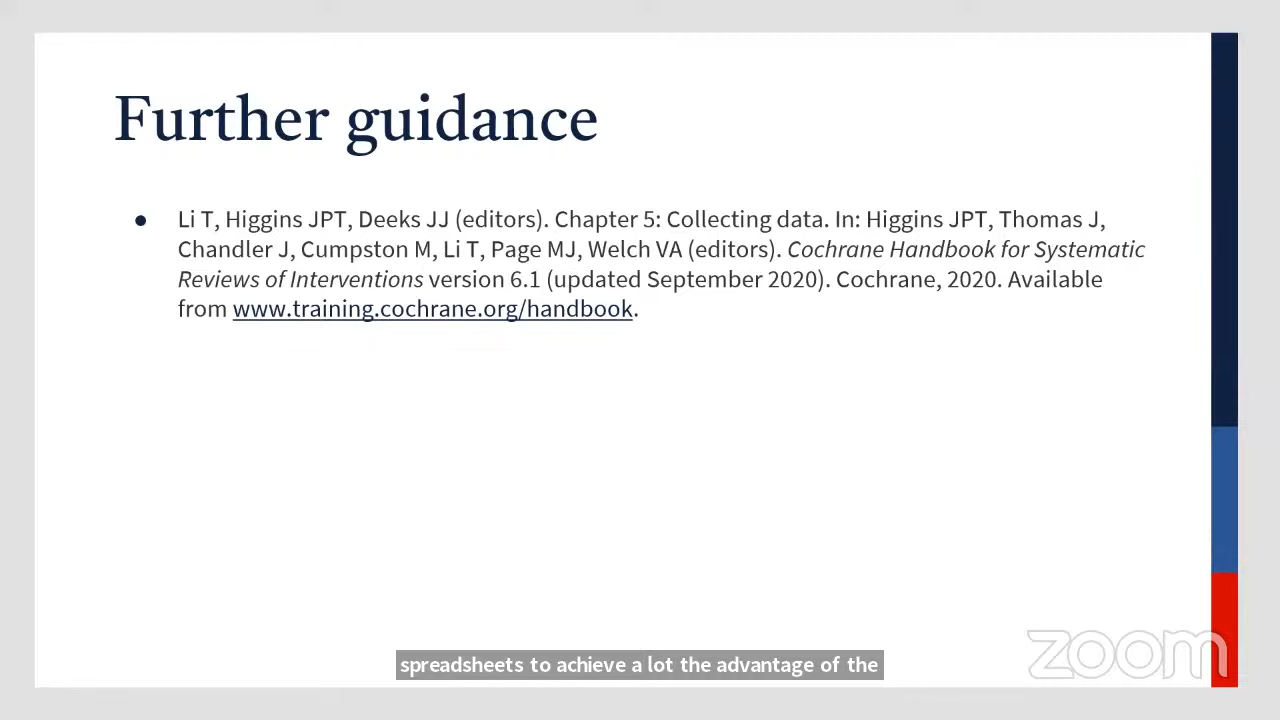 Further guidance
● Li T, Higgins JPT, Deeks JJ (editors). Chapter 5: Collecting data. In: Higgins JPT, Thomas J,
Chandler J, Cumpston M, Li T, Page MJ, Welch VA (editors). Cochrane Handbook for Systematic
Reviews of Interventions version 6.1 (updated September 2020). Cochrane, 2020. Available
from www.training.cochrane.org/handbook.
spreadsheets to achieve a lot the advantage of the
zoom